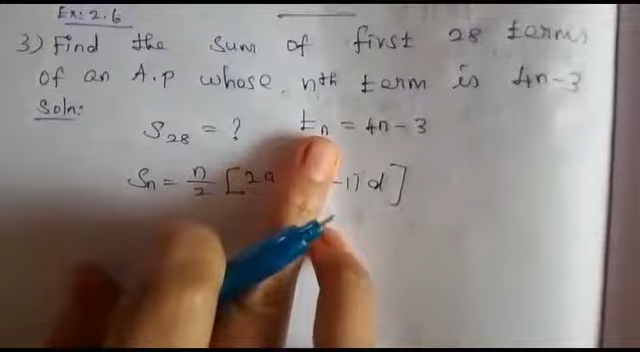 Ex: 2.6
3) Find the sum of first 28 terms
of an A.P whose nth term is 4n-3
Soln:
S28 = ? tn = 4n-3
Sn = n/2 [2a -1)d]